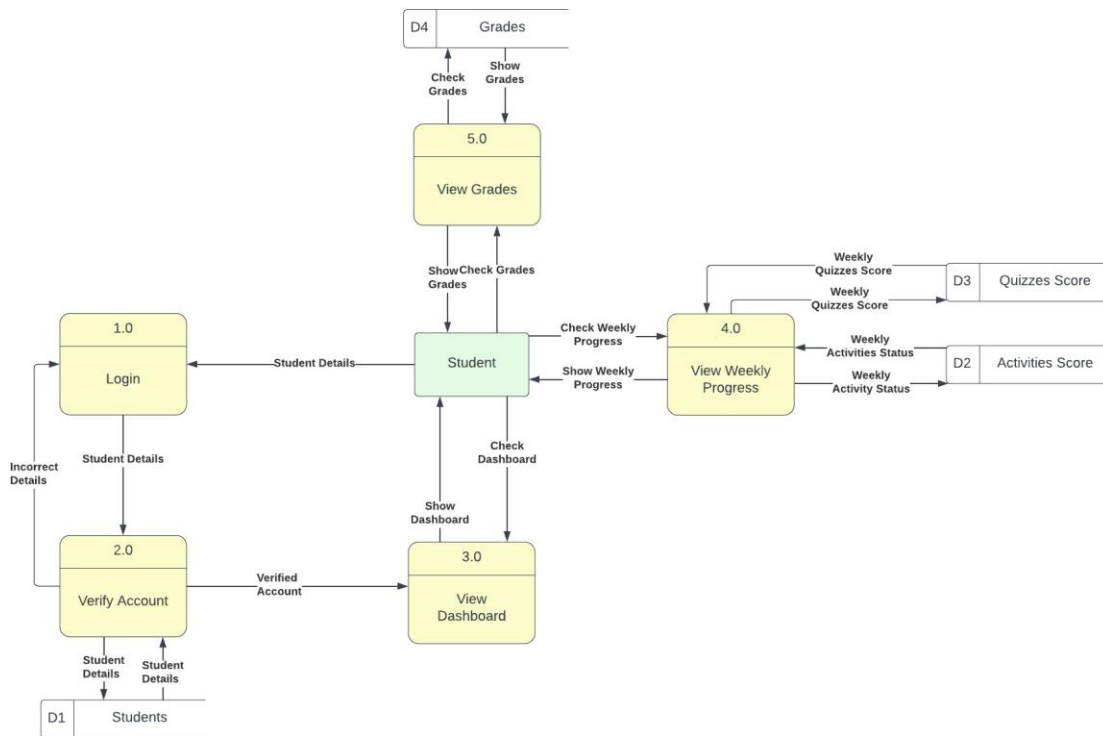 D4 Grades
Check
Grades
Show
Grades
5.0
View Grades
Show
Grades
Check Grades
Weekly
Quizzes Score
D3 Quizzes Score
Weekly
Quizzes Score
1.0
Login
Student Details
Student
Check Weekly
Progress
Show Weekly
Progress
4.0
View Weekly
Progress
Weekly
Activities Status
D2 Activities Score
Weekly
Activity Status
Incorrect
Details
Student Details
Check
Dashboard
Show
Dashboard
2.0
Verify Account
Verified
Account
3.0
View
Dashboard
Student
Details
Student
Details
D1 Students